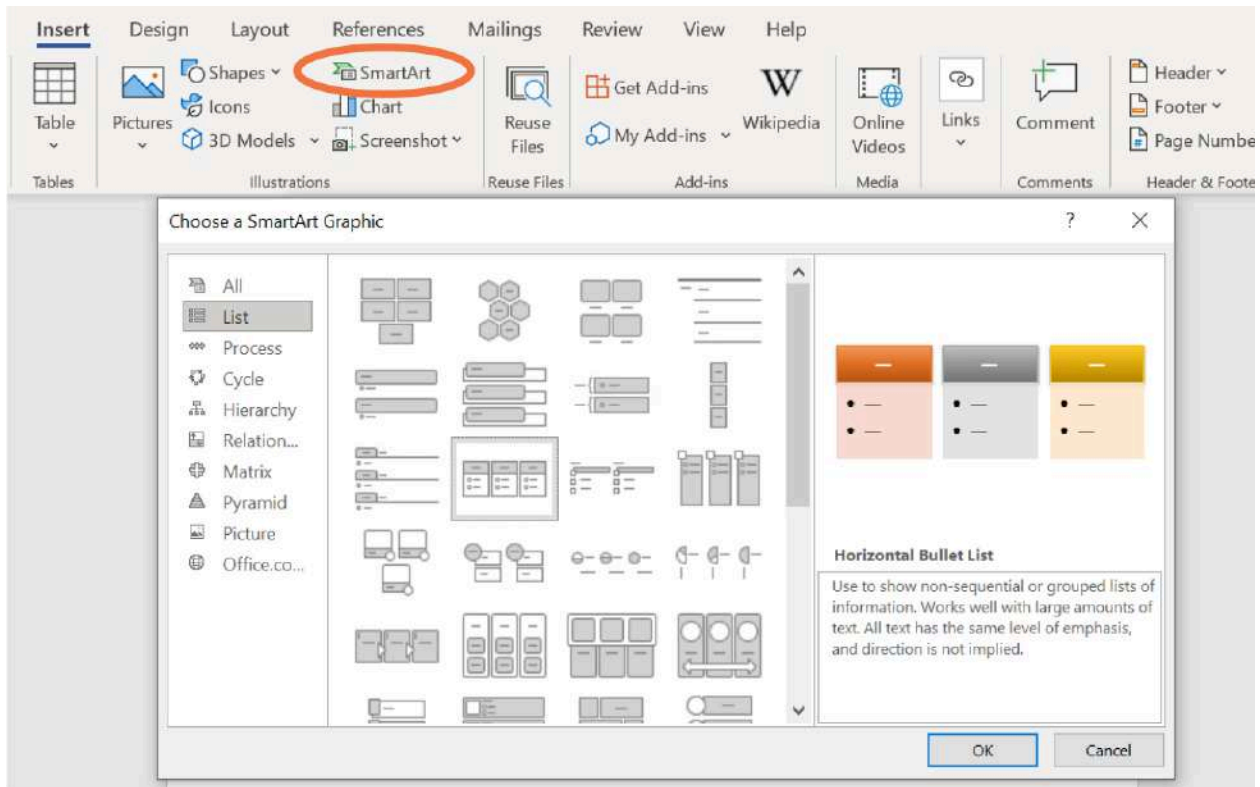 Insert Design Layout References Mailings Review View Help
Shapes SmartArt
Icons Chart
3D Models Screenshot
Table
Pictures
Reuse
Files
Get Add-ins
My Add-ins
W
Wikipedia
Online
Videos
Links
Comment
Header
Footer
Page Numbe
Tables Illustrations Reuse Files Add-ins Media Comments Header & Foote
Choose a SmartArt Graphic ?
All
List
Process
Cycle
Hierarchy
Relation...
Matrix
Pyramid
Picture
Office.co...
Horizontal Bullet List
Use to show non-sequential or grouped lists of
information. Works well with large amounts of
text. All text has the same level of emphasis,
and direction is not implied.
OK Cancel